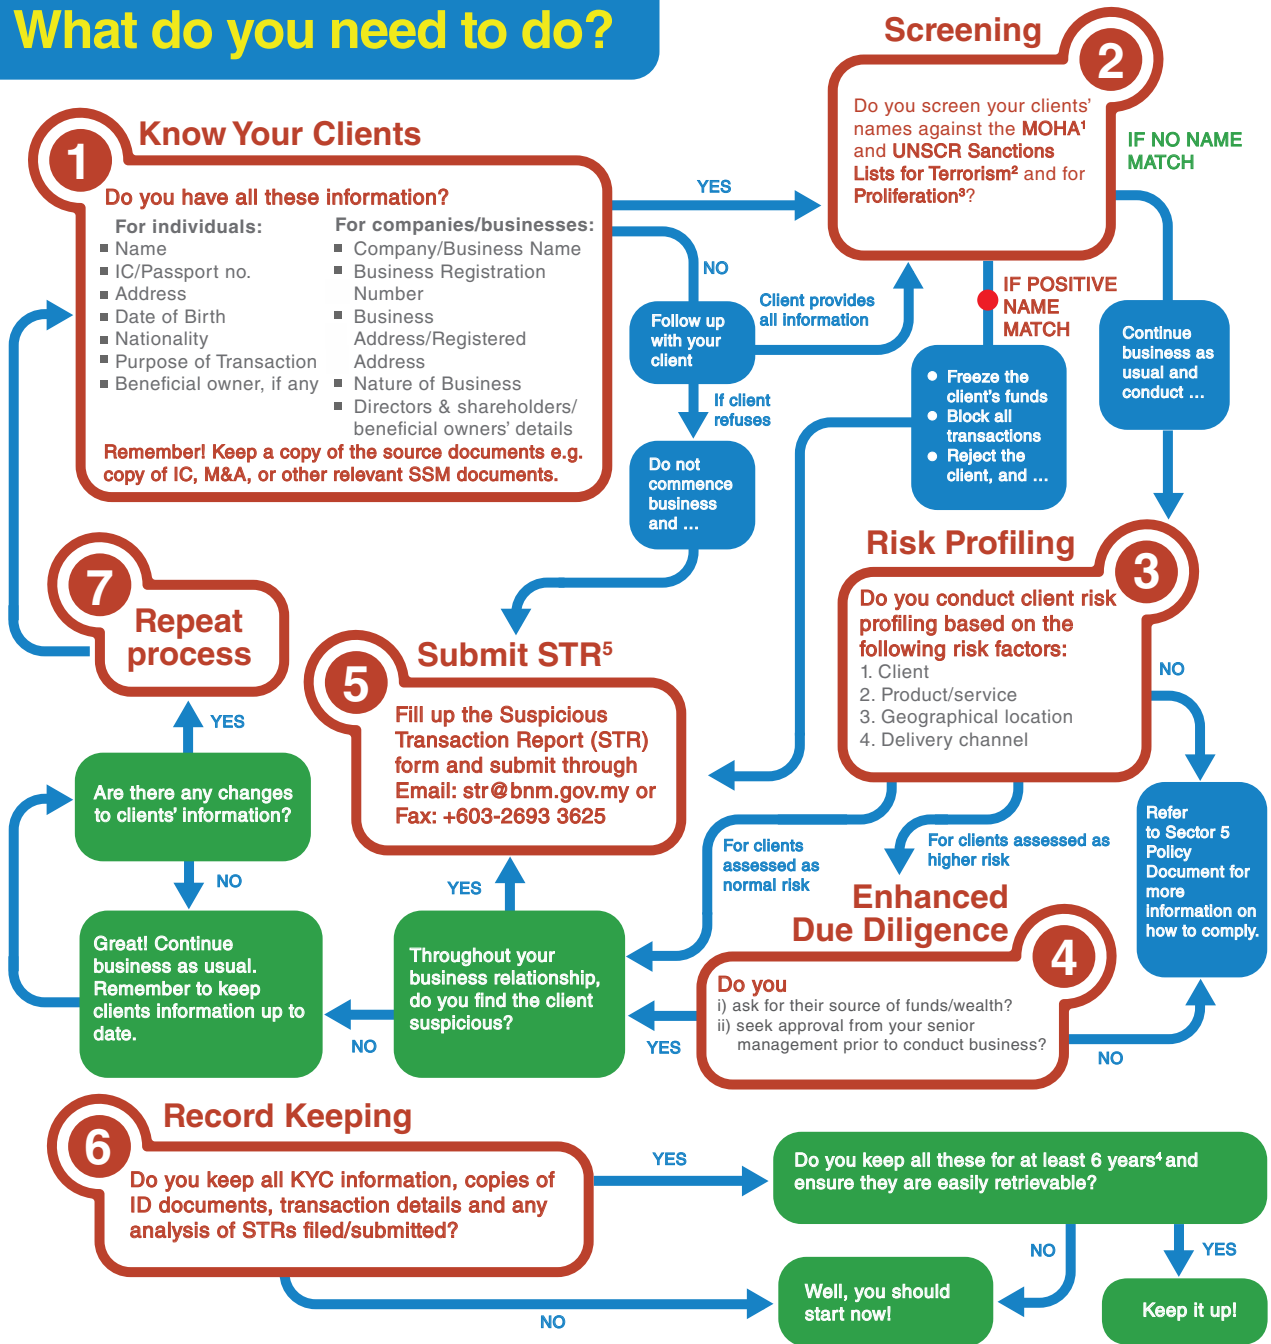 What do you need to do?
1
Know Your Clients
Do you have all these information?
For individuals:
■ Name
■ IC/Passport no.
■ Address
■ Date of Birth
■ Nationality
■ Purpose of Transaction
■ Beneficial owner, if any
For companies/businesses:
■ Company/Business Name
■ Business Registration
Number
■ Business
Address/Registered
Address
■ Nature of Business
■ Directors & shareholders/
beneficial owners' details
Remember! Keep a copy of the source documents e.g.
copy of IC, M&A, or other relevant SSM documents.
YES
NO
Follow up
with your
client
Client provides
all information
If client
refuses
Do not
commence
business
and ...
Screening
2
Do you screen your clients'
names against the MOHA¹
and UNSCR Sanctions
Lists for Terrorism² and for
Proliferation³?
IF NO NAME
MATCH
IF POSITIVE
NAME
MATCH
● Freeze the
client's funds
● Block all
transactions
● Reject the
client, and ...
Continue
business as
usual and
conduct ...
Risk Profiling
3
Do you conduct client risk
profiling based on the
following risk factors:
1. Client
2. Product/service
3. Geographical location
4. Delivery channel
NO
Refer
to Sector 5
Policy
Document for
more
information on
how to comply.
For clients
assessed as
normal risk
For clients assessed as
higher risk
Enhanced
Due Diligence
4
Do you
i) ask for their source of funds/wealth?
ii) seek approval from your senior
management prior to conduct business?
NO
YES
Submit STR⁵
5
Fill up the Suspicious
Transaction Report (STR)
form and submit through
Email: str@bnm.gov.my or
Fax: +603-2693 3625
YES
Throughout your
business relationship,
do you find the client
suspicious?
NO
7
Repeat
process
YES
Are there any changes
to clients' information?
NO
Great! Continue
business as usual.
Remember to keep
clients information up to
date.
6
Record Keeping
Do you keep all KYC information, copies of
ID documents, transaction details and any
analysis of STRs filed/submitted?
YES
Do you keep all these for at least 6 years⁴ and
ensure they are easily retrievable?
NO
YES
NO
Well, you should
start now!
Keep it up!